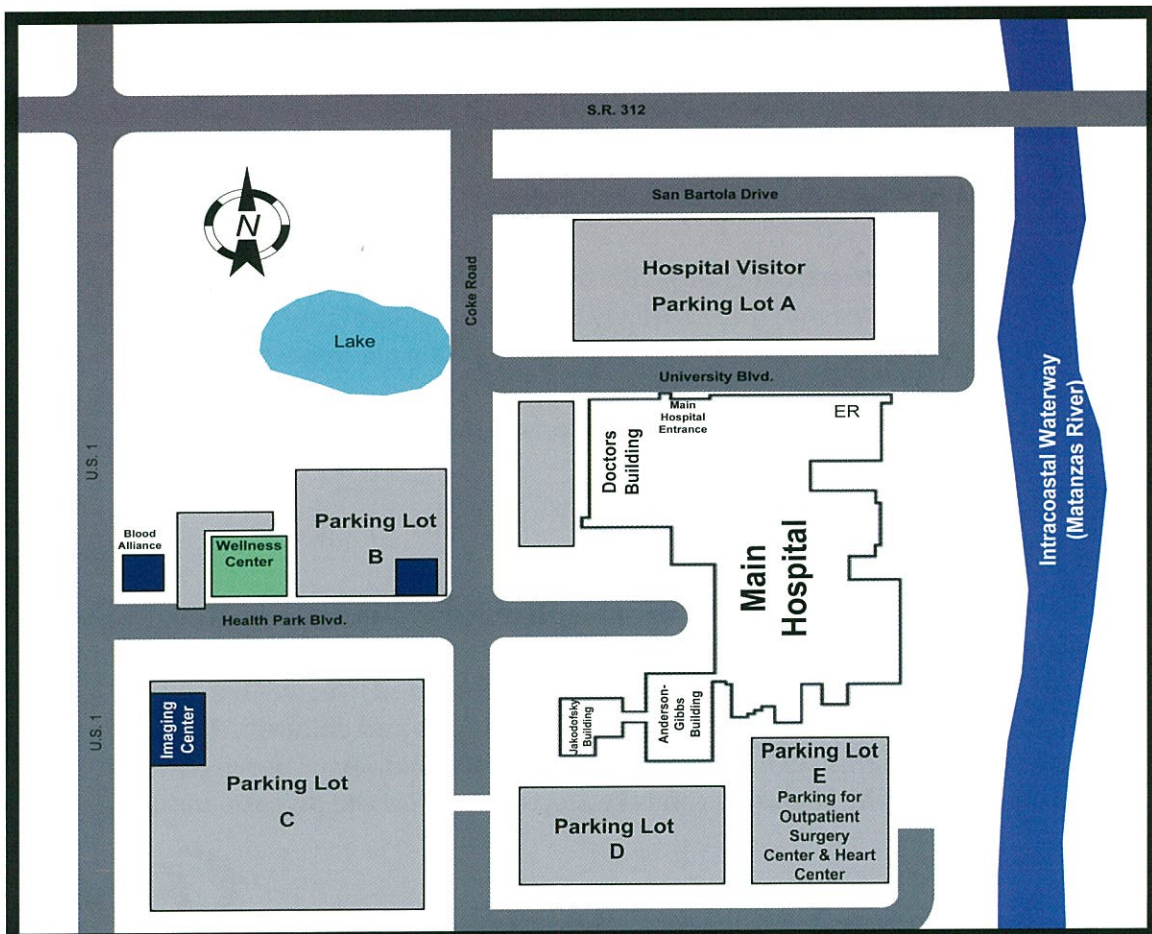 S.R. 312
San Bartola Drive
N
Hospital Visitor
Parking Lot A
Coke Road
Lake
University Blvd.
Main
Hospital
Entrance
ER
Doctors
Building
U.S. 1
Intracoastal Waterway
(Matanzas River)
Parking Lot
B
Blood
Alliance
Wellness
Center
Main
Hospital
Health Park Blvd.
Imaging
Center
Jakodofsky
Building
Anderson-
Gibbs
Building
U.S. 1
Parking Lot
C
Parking Lot
D
Parking Lot
E
Parking for
Outpatient
Surgery
Center & Heart
Center